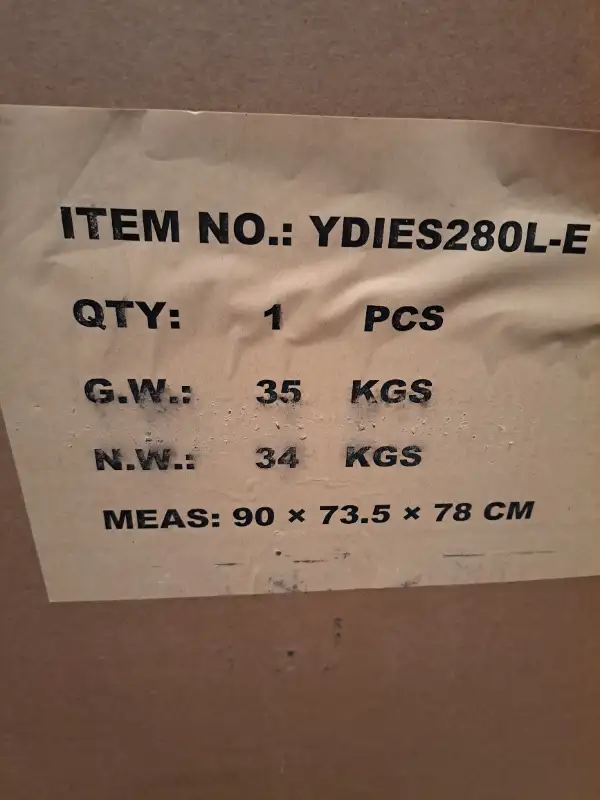 ITEM NO.: YDIES280L-E
QTY: 1 PCS
G.W.: 35 KGS
N.W.: 34 KGS
MEAS: 90 × 73.5 × 78 CM